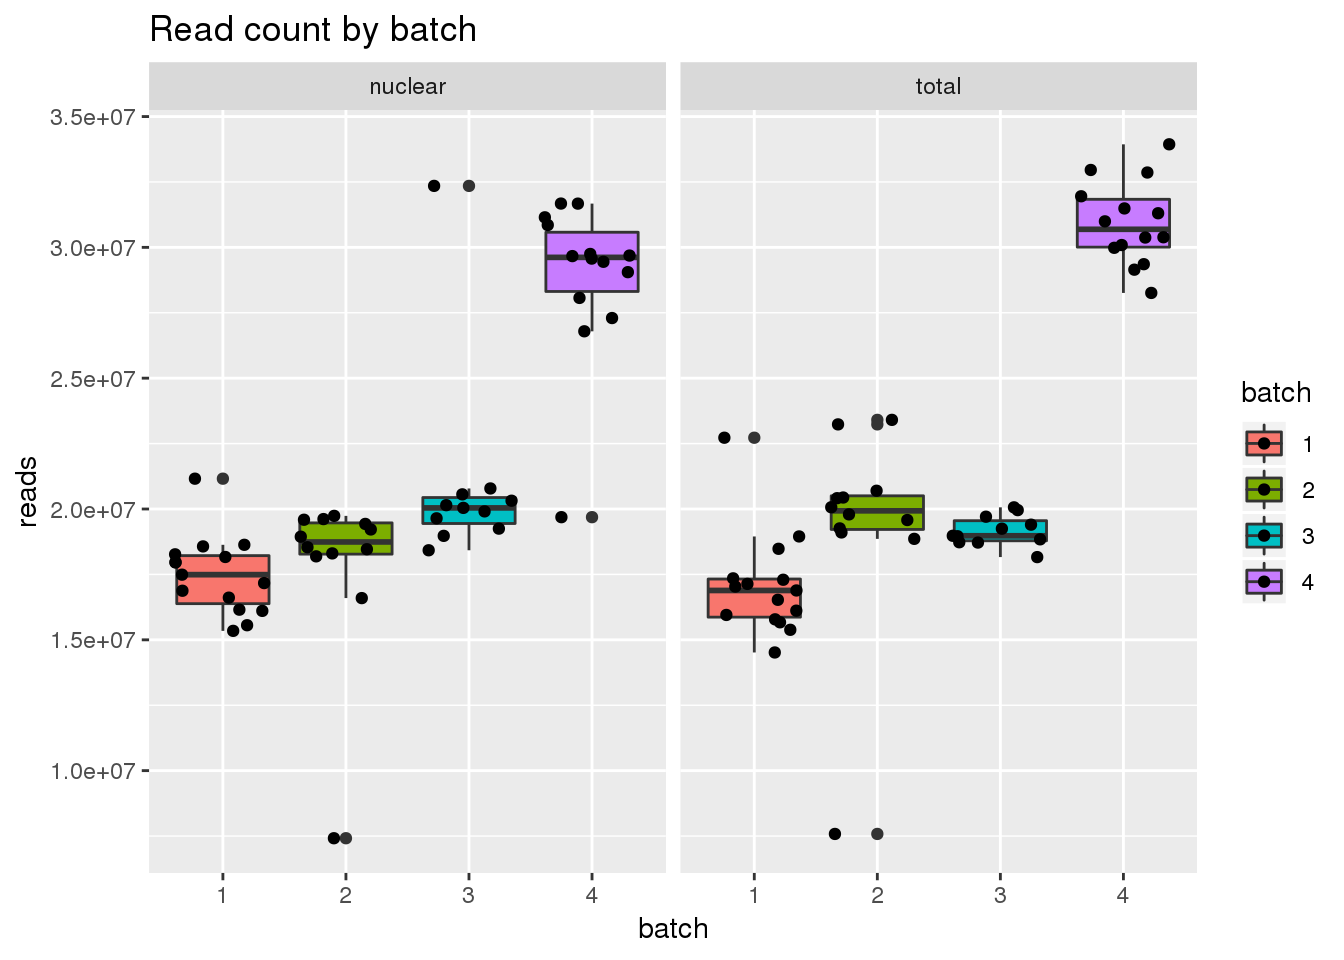 Read count by batch
nuclear
total
3.5e+07
3.0e+07
2.5e+07
2.0e+07
1.5e+07
1.0e+07
reads
1 2 3 4
1 2 3 4
batch
batch
1
2
3
4